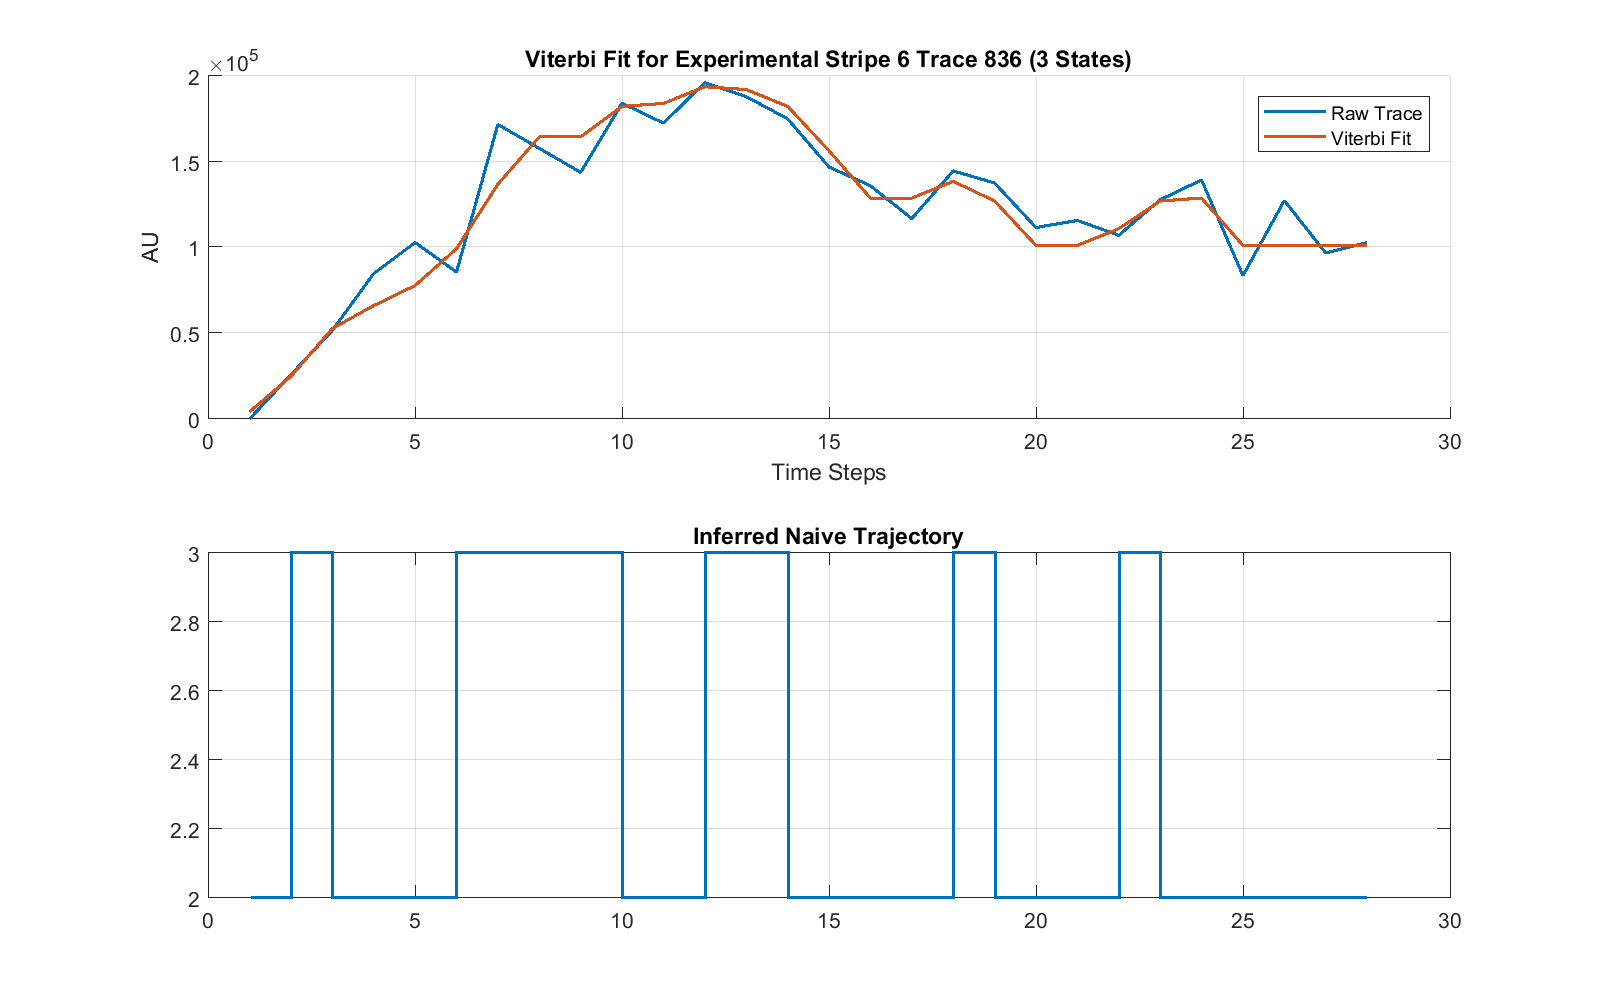 Viterbi Fit for Experimental Stripe 6 Trace 836 (3 States)
×10⁵
2
1.5
1
0.5
0
AU
Raw Trace
Viterbi Fit
0 5 10 15 20 25 30
Time Steps
Inferred Naive Trajectory
3
2.8
2.6
2.4
2.2
2
0 5 10 15 20 25 30